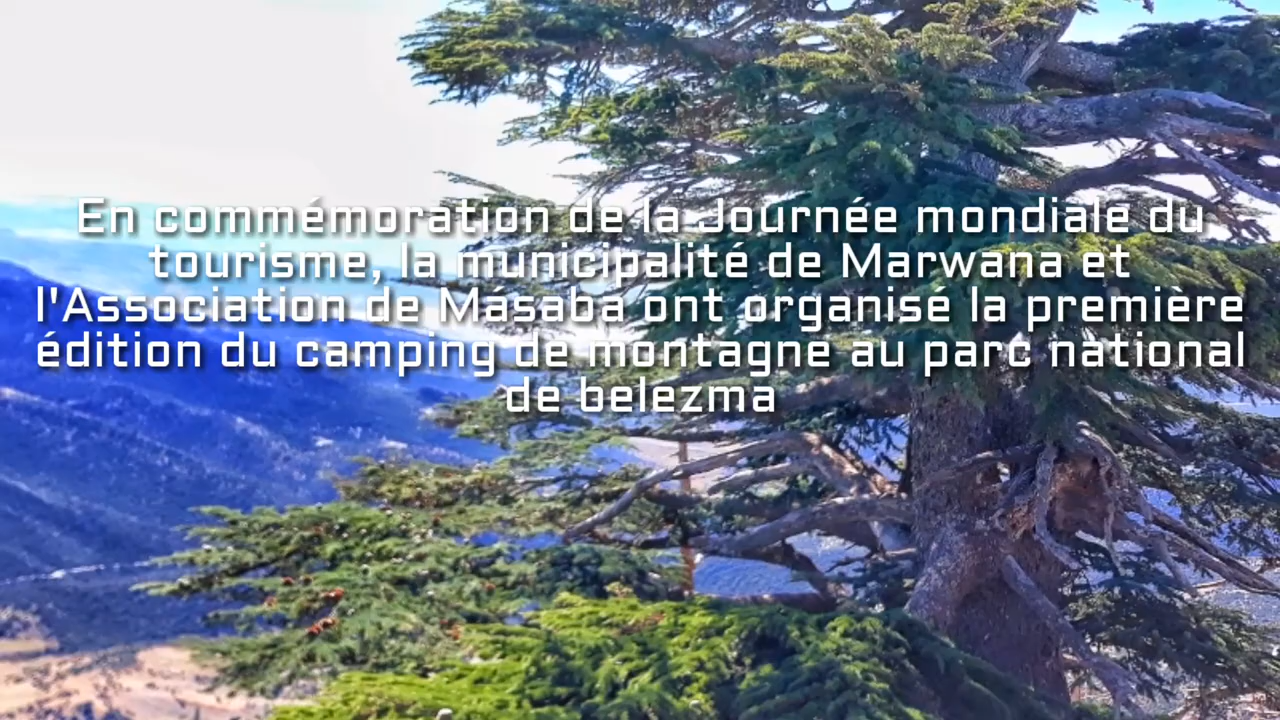 En commémoration de la Journée mondiale du
tourisme, la municipalité de Marwana et
l'Association de Masaba ont organisé la première
édition du camping de montagne au parc national
de belezma